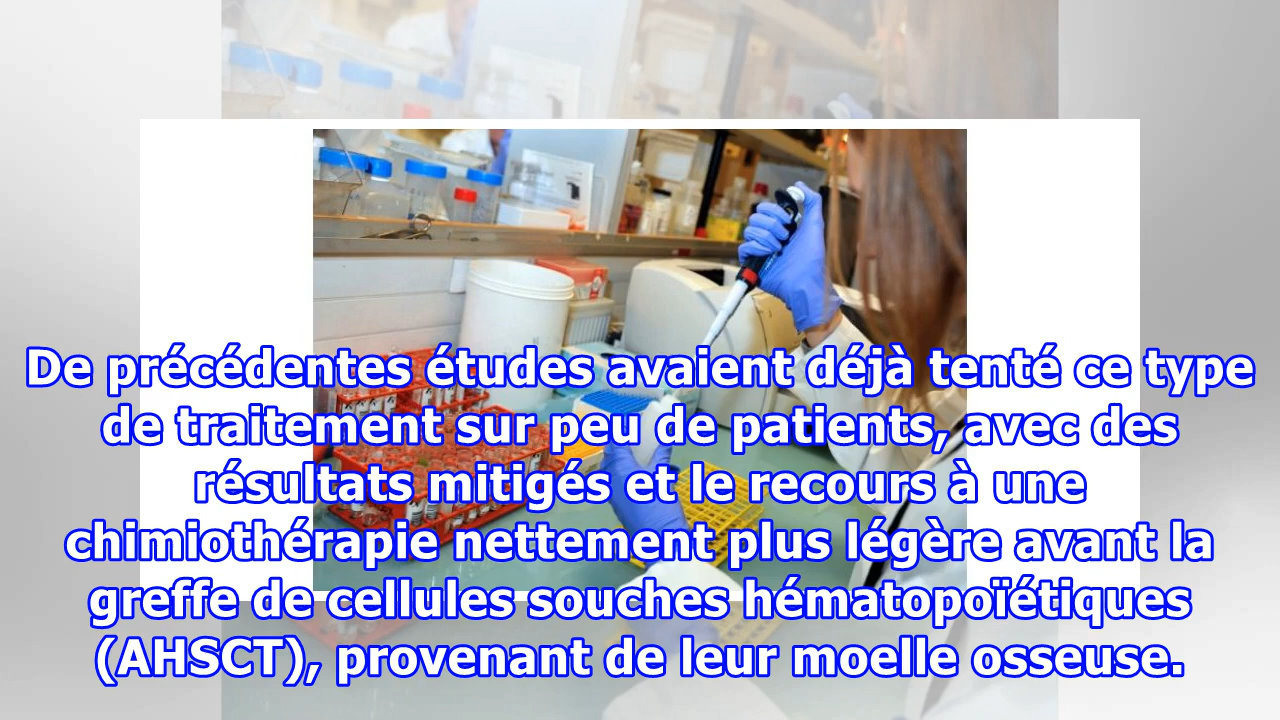 De précédentes études avaient déjà tenté ce type
de traitement sur peu de patients, avec des
résultats mitigés et le recours à une
chimiothérapie nettement plus légère avant la
greffe de cellules souches hématopoïétiques
(AHSCT), provenant de leur moelle osseuse.